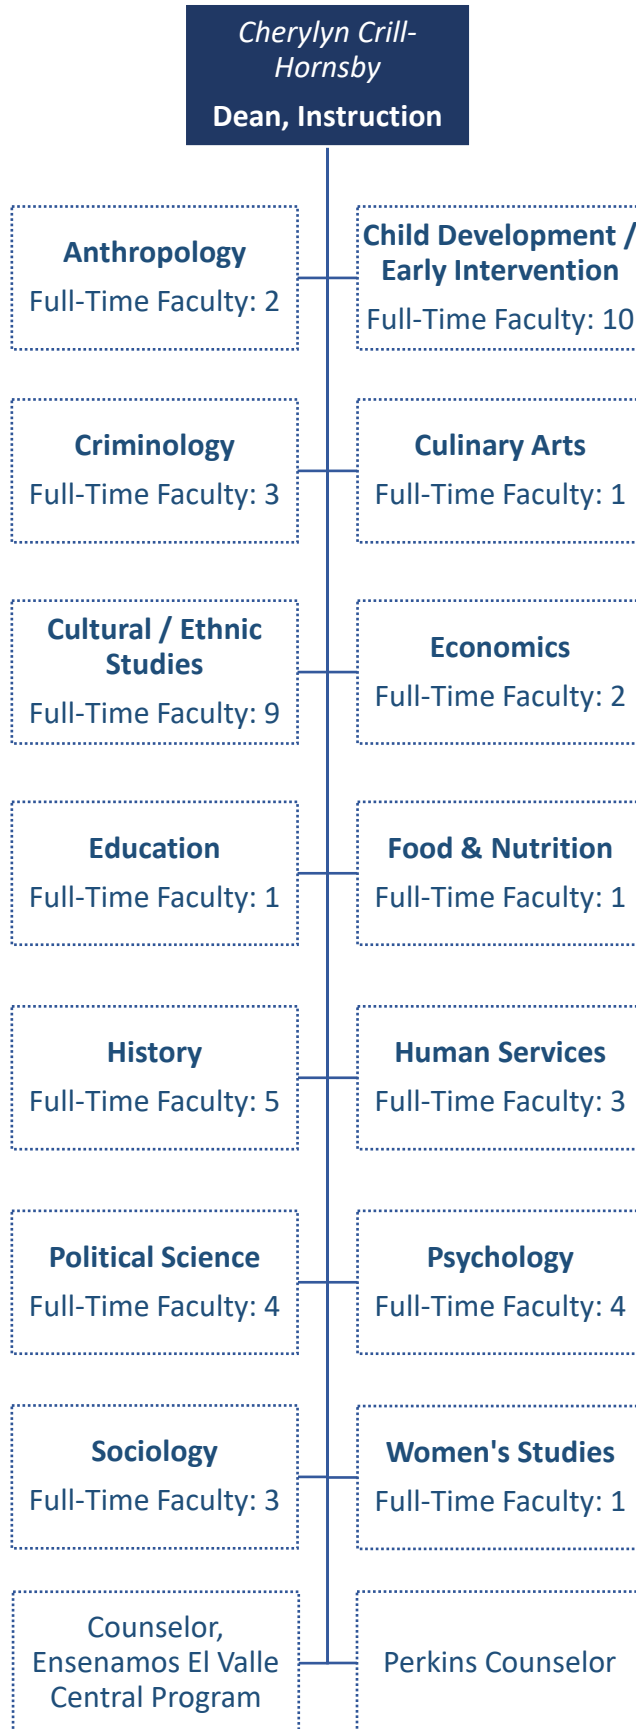 Cherylyn Crill-
Hornsby
Dean, Instruction
Anthropology
Full-Time Faculty: 2
Child Development /
Early Intervention
Full-Time Faculty: 10
Criminology
Full-Time Faculty: 3
Culinary Arts
Full-Time Faculty: 1
Cultural / Ethnic
Studies
Full-Time Faculty: 9
Economics
Full-Time Faculty: 2
Education
Full-Time Faculty: 1
Food & Nutrition
Full-Time Faculty: 1
History
Full-Time Faculty: 5
Human Services
Full-Time Faculty: 3
Political Science
Full-Time Faculty: 4
Psychology
Full-Time Faculty: 4
Sociology
Full-Time Faculty: 3
Women's Studies
Full-Time Faculty: 1
Counselor,
Ensenamos El Valle
Central Program
Perkins Counselor